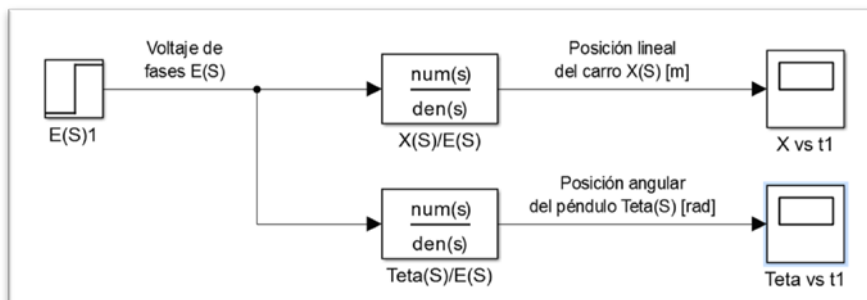 Voltaje de
fases E(S)
E(S)1
num(s)
den(s)
X(S)/E(S)
Posición lineal
del carro X(S) [m]
X vs t1
num(s)
den(s)
Teta(S)/E(S)
Posición angular
del péndulo Teta(S) [rad]
Teta vs t1